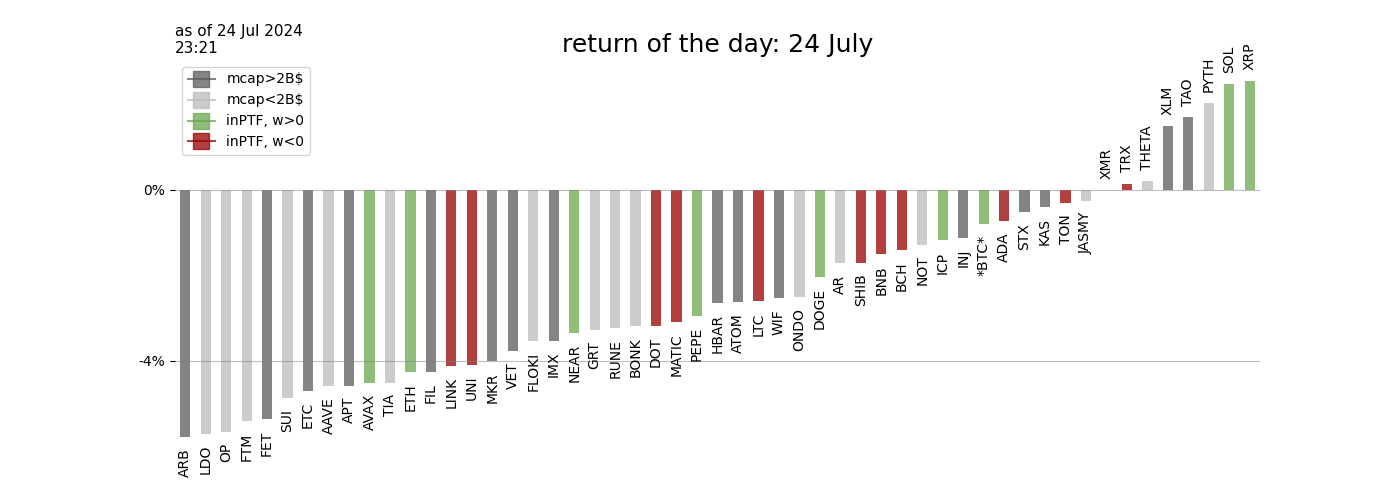 as of 24 Jul 2024
23:21
return of the day: 24 July
mcap>2B$
mcap<2B$
inPTF, w>0
inPTF, w<0
0%
-4%
ARB
LDO
OP
FTM
FET
SUI
ETC
AAVE
APT
AVAX
TIA
ETH
FIL
LINK
UNI
MKR
VET
FLOKI
IMX
NEAR
GRT
RUNE
BONK
DOT
MATIC
PEPE
HBAR
ATOM
LTC
WIF
ONDO
DOGE
AR
SHIB
BNB
BCH
NOT
ICP
INJ
*BTC*
ADA
STX
KAS
TON
JASMY
XMR
TRX
THETA
XLM
TAO
PYTH
SOL
XRP